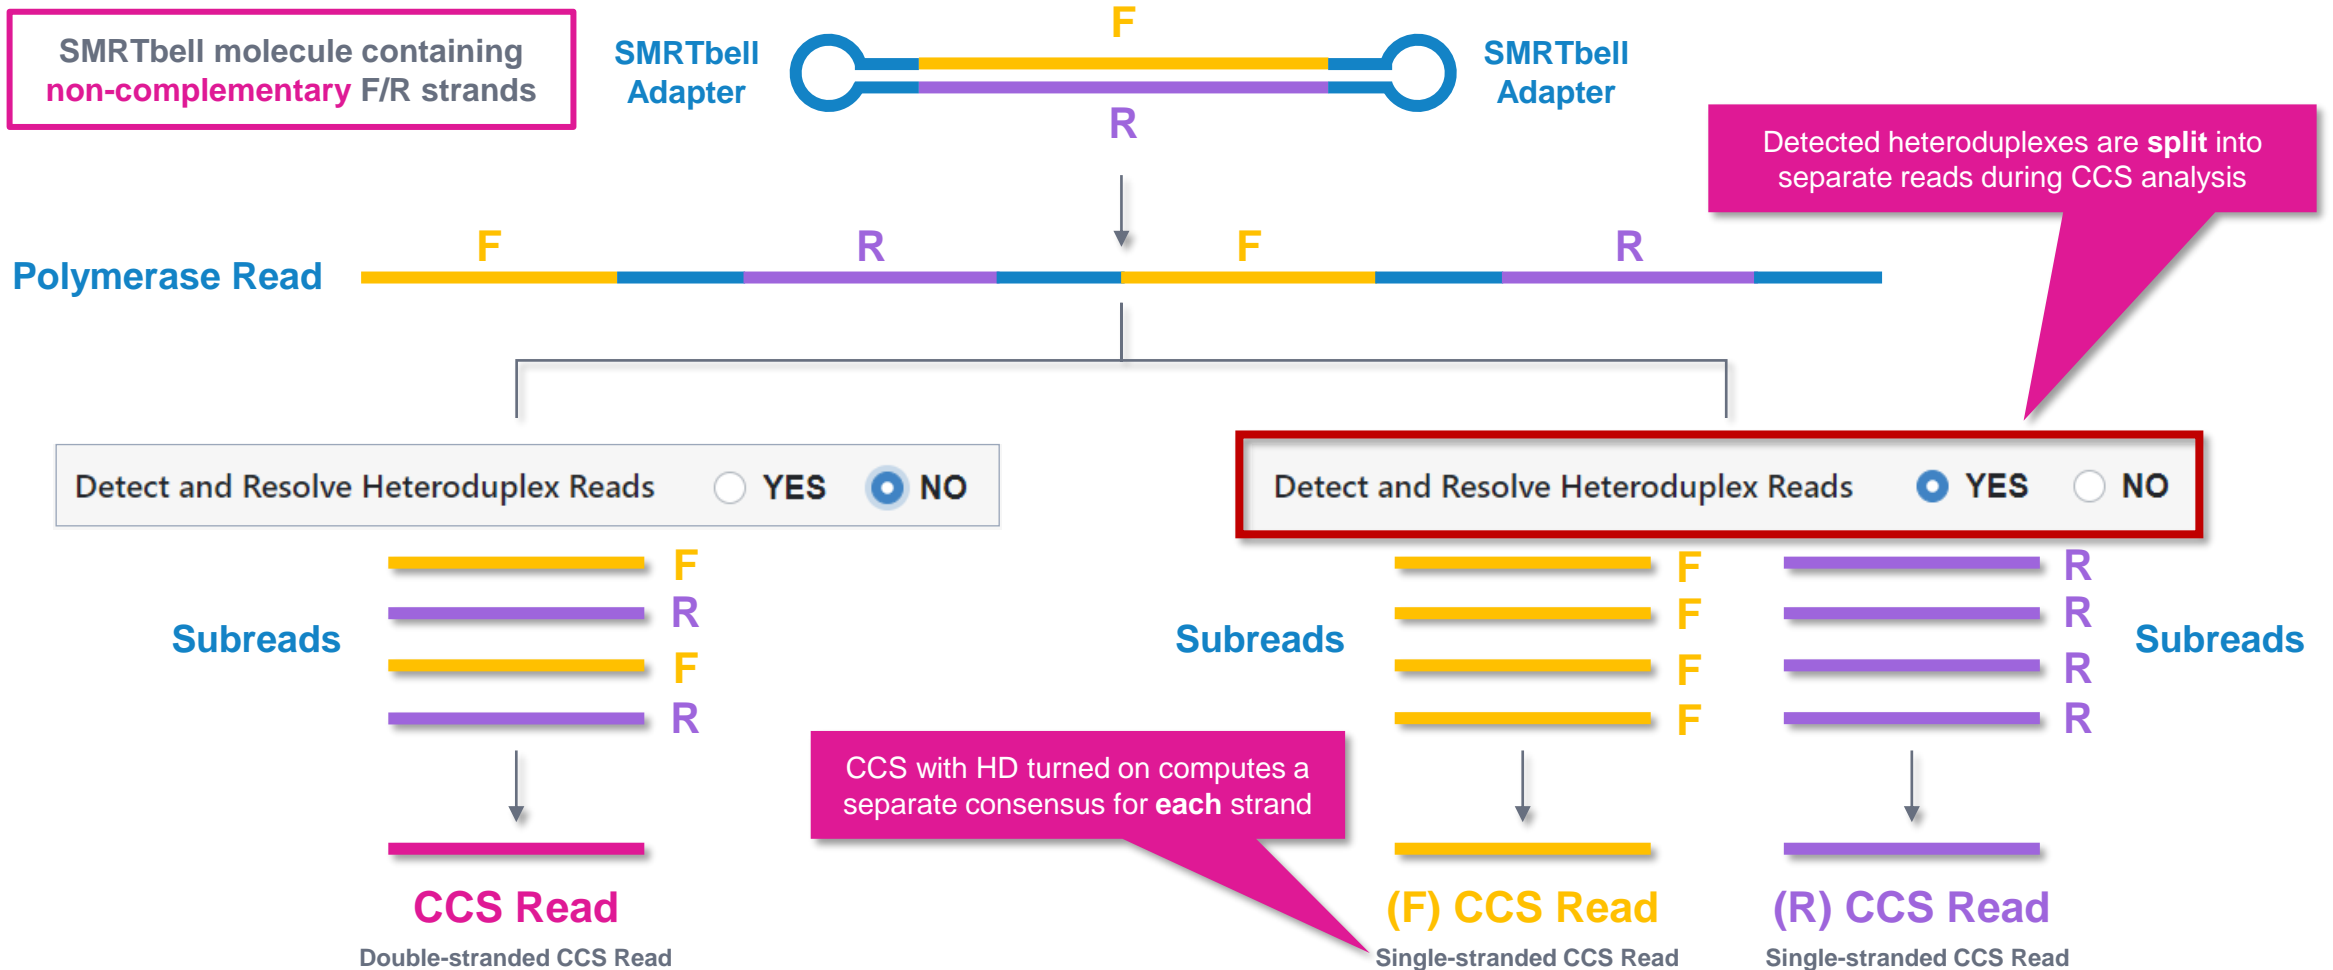 SMRTbell molecule containing
non-complementary F/R strands
SMRTbell
Adapter
F
R
SMRTbell
Adapter
Detected heteroduplexes are split into
separate reads during CCS analysis
Polymerase Read
F
R
F
R
Detect and Resolve Heteroduplex Reads YES NO
Detect and Resolve Heteroduplex Reads YES NO
Subreads
F
R
F
R
Subreads
F
F
F
F
R
R
R
R
Subreads
CCS with HD turned on computes a
separate consensus for each strand
CCS Read
Double-stranded CCS Read
(F) CCS Read
Single-stranded CCS Read
(R) CCS Read
Single-stranded CCS Read